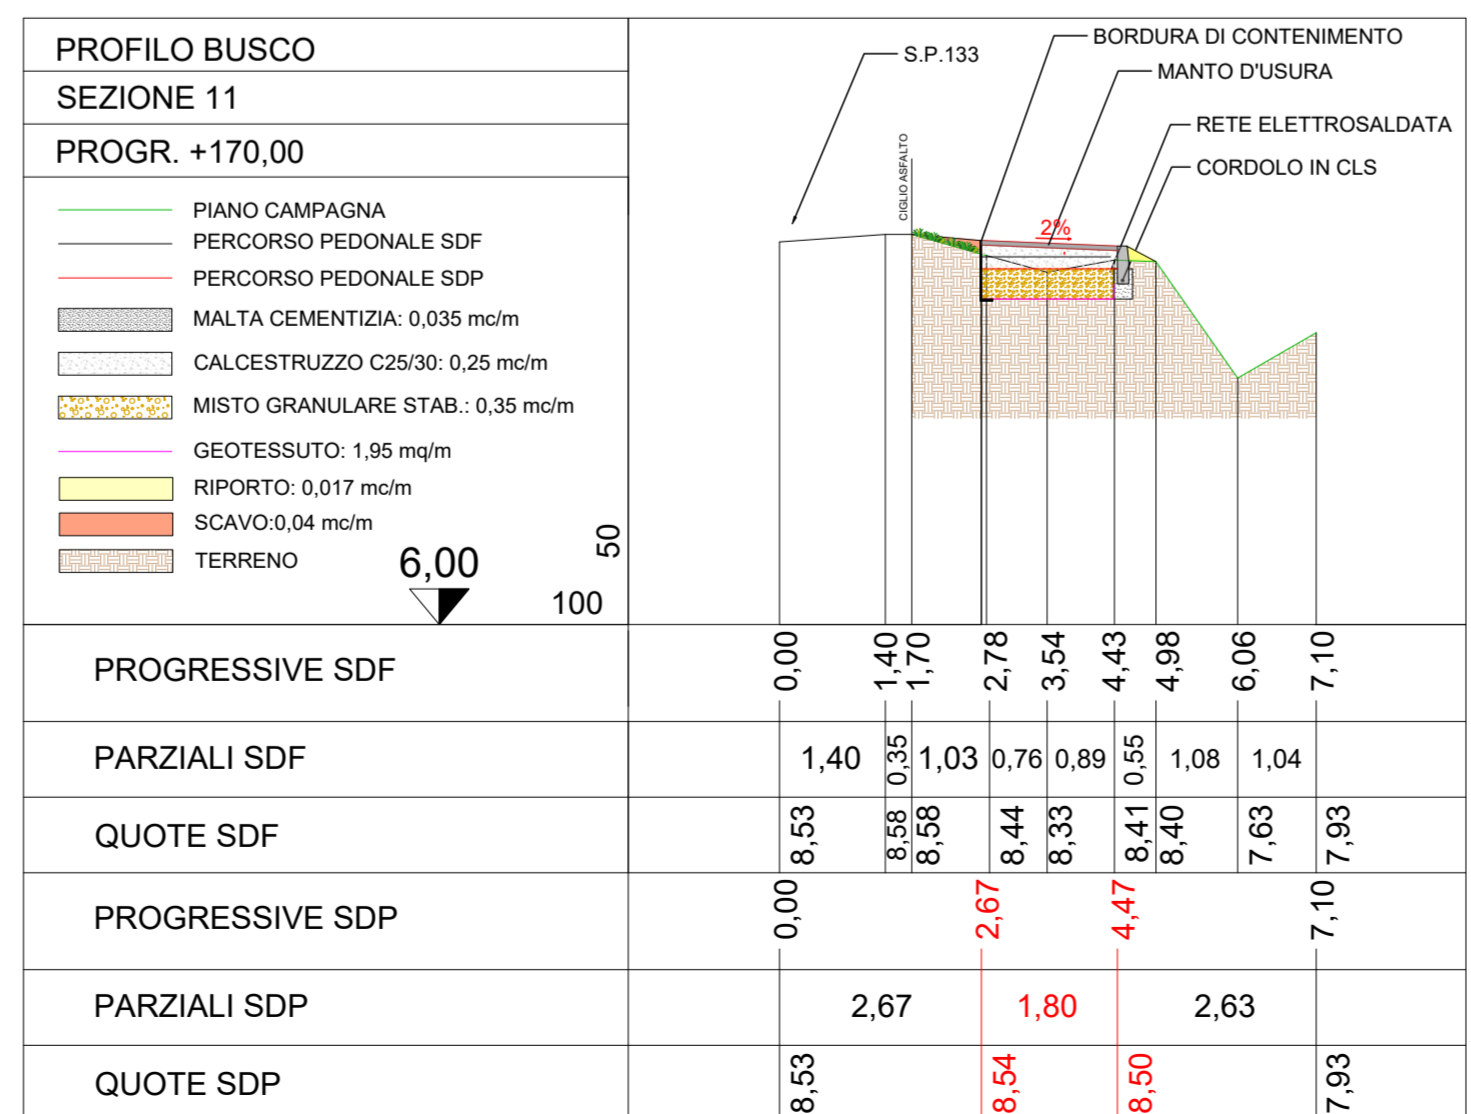 PROFILO BUSCO
SEZIONE 11
PROGR. +170,00
PIANO CAMPAGNA
PERCORSO PEDONALE SDF
PERCORSO PEDONALE SDP
MALTA CEMENTIZIA: 0,035 mc/m
CALCESTRUZZO C25/30: 0,25 mc/m
MISTO GRANULARE STAB.: 0,35 mc/m
GEOTESSUTO: 1,95 mq/m
RIPORTO: 0,017 mc/m
SCAVO:0,04 mc/m
TERRENO
6,00
50
100
S.P.133
BORDURA DI CONTENIMENTO
MANTO D'USURA
RETE ELETTROSALDATA
CORDOLO IN CLS
CIGLIO ASFALTO
2%
PROGRESSIVE SDF 0,00 1,40 1,70 2,78 3,54 4,43 4,98 6,06 7,10
PARZIALI SDF 1,40 0,35 1,03 0,76 0,89 0,55 1,08 1,04
QUOTE SDF 8,53 8,58 8,58 8,44 8,33 8,41 8,40 7,63 7,93
PROGRESSIVE SDP 0,00 2,67 4,47 7,10
PARZIALI SDP 2,67 1,80 2,63
QUOTE SDP 8,53 8,54 8,50 7,93